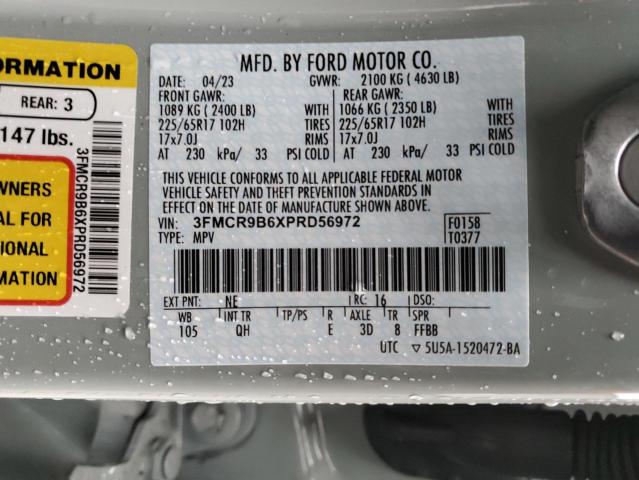 ORMATION
REAR: 3
147 lbs.
WNERS
AL FOR
IONAL
ORMATION
3FMCR9B6XPRD56972
MFD. BY FORD MOTOR CO.
DATE: 04/23 GVWR: 2100 KG ( 4630 LB)
FRONT GAWR: REAR GAWR:
1089 KG ( 2400 LB) WITH 1066 KG ( 2350 LB) WITH
225/65R17 102H TIRES 225/65R17 102H TIRES
17x7.0J RIMS 17x7.0J RIMS
AT 230 kPa/ 33 PSI COLD AT 230 kPa/ 33 PSI COLD
THIS VEHICLE CONFORMS TO ALL APPLICABLE FEDERAL MOTOR
VEHICLE SAFETY AND THEFT PREVENTION STANDARDS IN
EFFECT ON THE DATE OF MANUFACTURE SHOWN ABOVE.
VIN: 3FMCR9B6XPRD56972 F0158
TYPE: MPV T0377
EXT PNT: NE RC: 16 DSO:
WB INT TR TP/PS R AXLE TR SPR
105 QH E 3D 8 FFBB
UTC ▽ 5U5A-1520472-BA